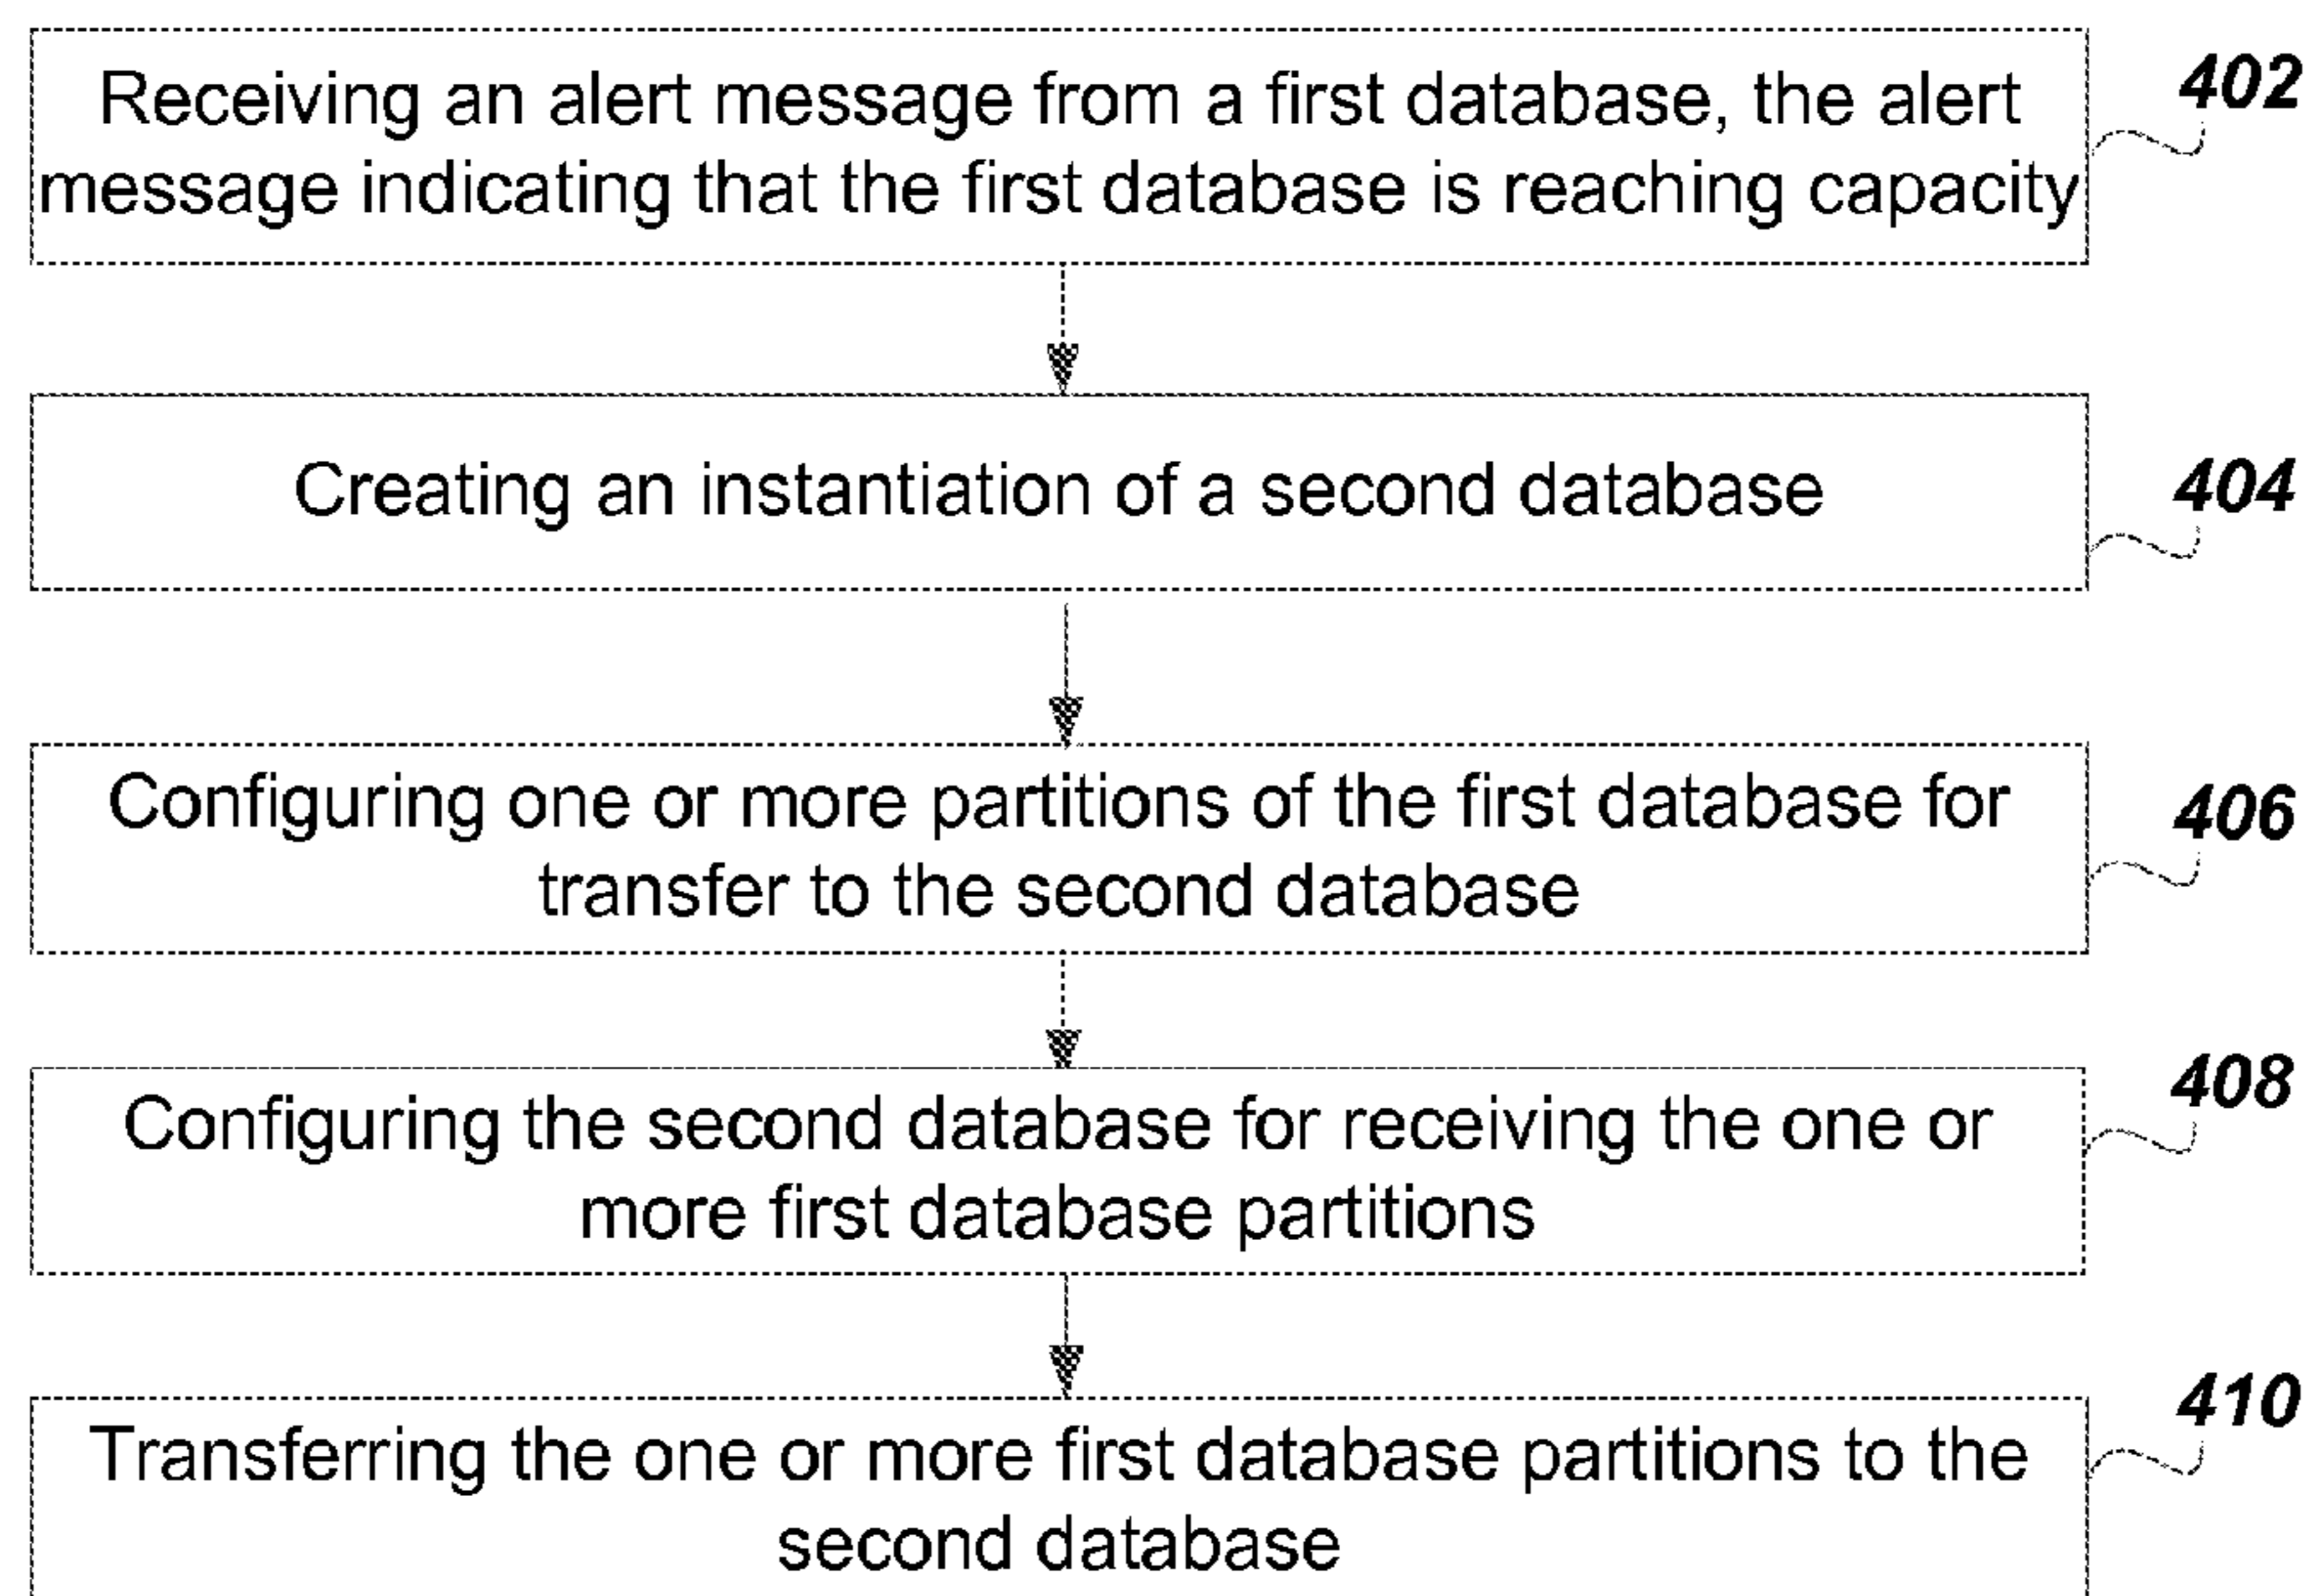 Receiving an alert message from a first database, the alert
message indicating that the first database is reaching capacity
402
Creating an instantiation of a second database
404
Configuring one or more partitions of the first database for
transfer to the second database
406
Configuring the second database for receiving the one or
more first database partitions
408
Transferring the one or more first database partitions to the
second database
410